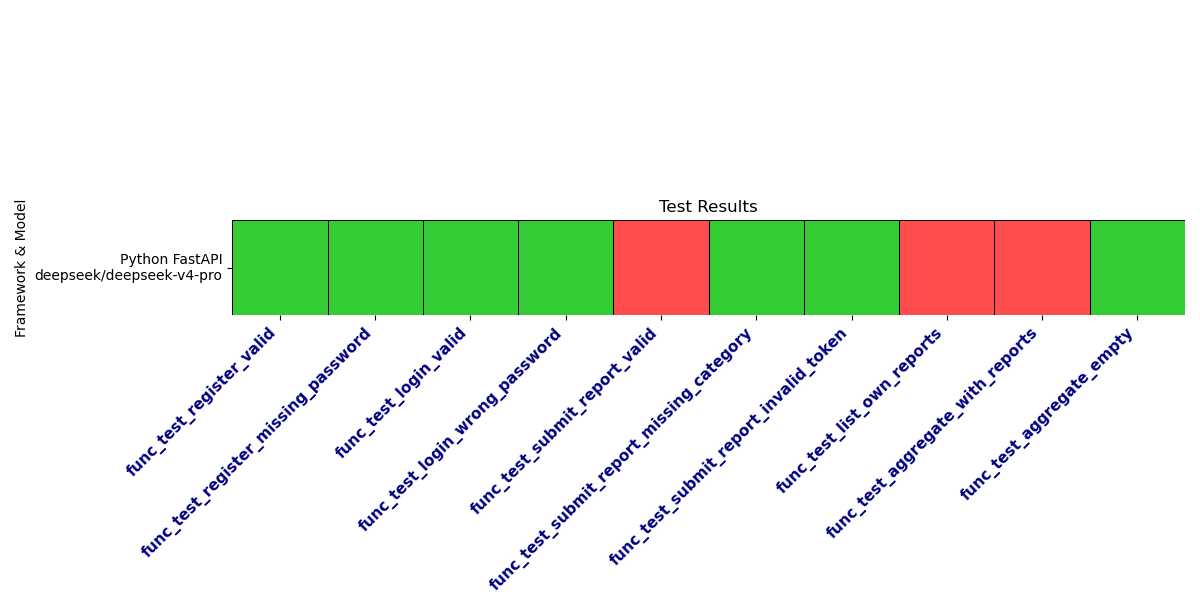 Test Results
Framework & Model
Python FastAPI
deepseek/deepseek-v4-pro
func_test_register_valid
func_test_register_missing_password
func_test_login_valid
func_test_login_wrong_password
func_test_submit_report_valid
func_test_submit_report_missing_category
func_test_submit_report_invalid_token
func_test_list_own_reports
func_test_aggregate_with_reports
func_test_aggregate_empty